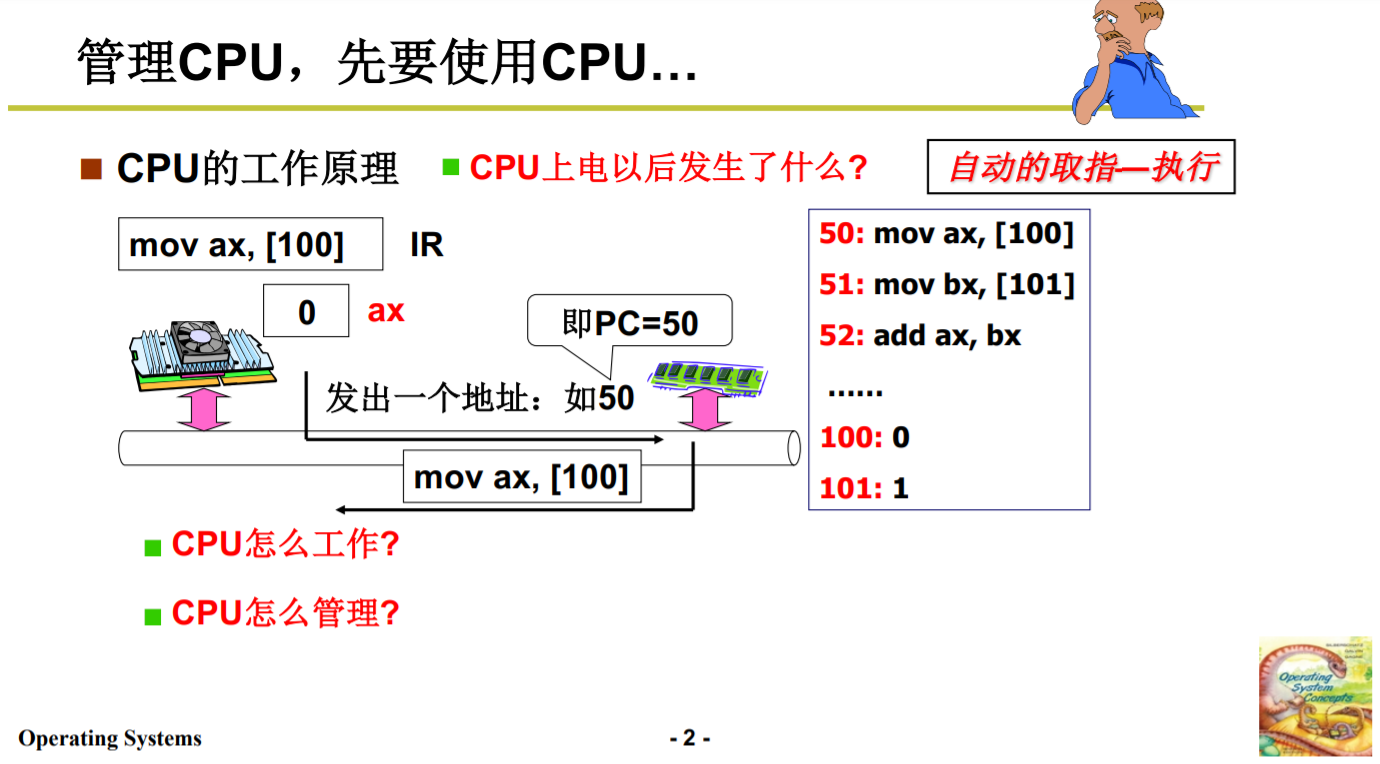 管理CPU，先要使用CPU…
CPU的工作原理
CPU上电以后发生了什么?
自动的取指—执行
mov ax, [100]
IR
0
ax
即PC=50
发出一个地址：如50
mov ax, [100]
50: mov ax, [100]
51: mov bx, [101]
52: add ax, bx
……
100: 0
101: 1
CPU怎么工作?
CPU怎么管理?
Operating
System
Concepts
Operating Systems
- 2 -